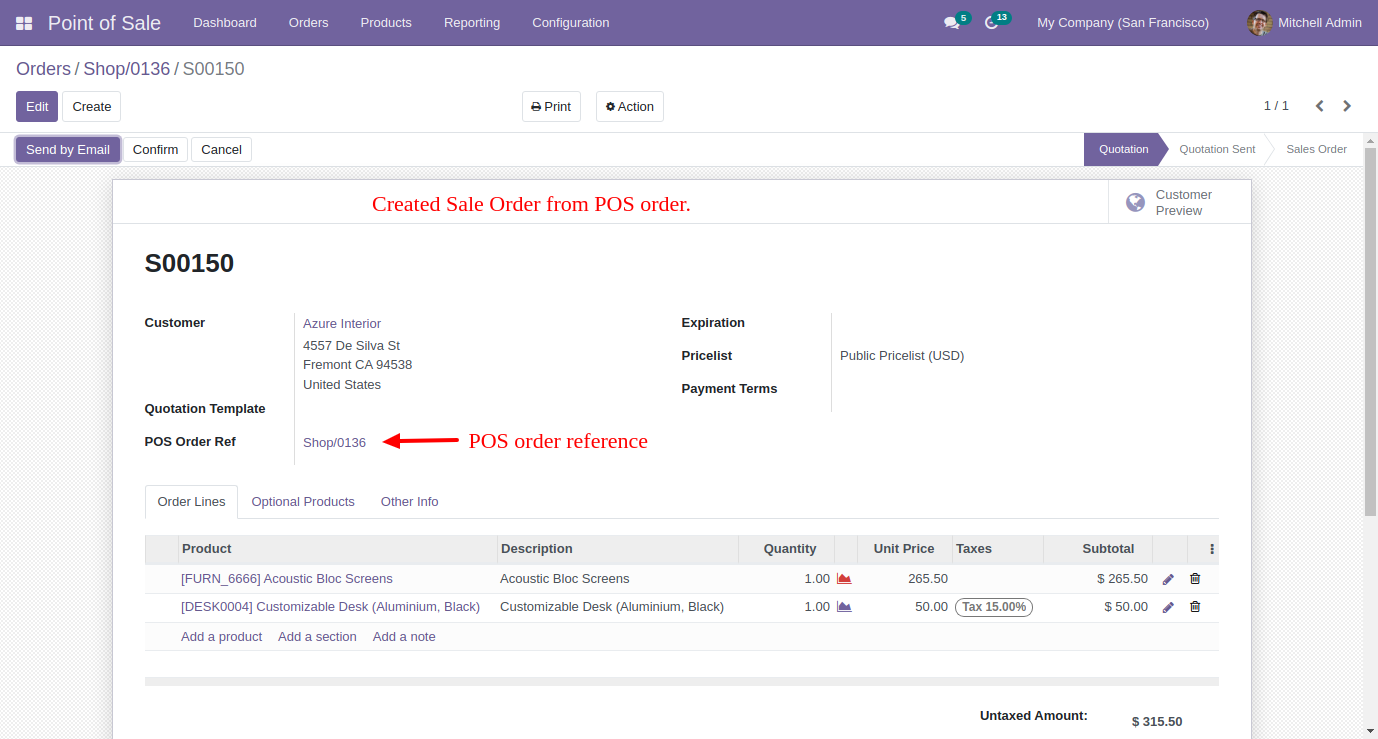 Point of Sale Dashboard Orders Products Reporting Configuration 5 13 My Company (San Francisco) Mitchell Admin
Orders / Shop/0136 / S00150
Edit Create Print Action 1 / 1
Send by Email Confirm Cancel Quotation Quotation Sent Sales Order
Created Sale Order from POS order.
Customer
Preview
S00150
Customer Azure Interior
4557 De Silva St
Fremont CA 94538
United States
Quotation Template
POS Order Ref Shop/0136 POS order reference
Expiration
Pricelist Public Pricelist (USD)
Payment Terms
Order Lines Optional Products Other Info
Product Description Quantity Unit Price Taxes Subtotal
[FURN_6666] Acoustic Bloc Screens Acoustic Bloc Screens 1.00 265.50 $ 265.50
[DESK0004] Customizable Desk (Aluminium, Black) Customizable Desk (Aluminium, Black) 1.00 50.00 Tax 15.00% $ 50.00
Add a product Add a section Add a note
Untaxed Amount: $ 315.50